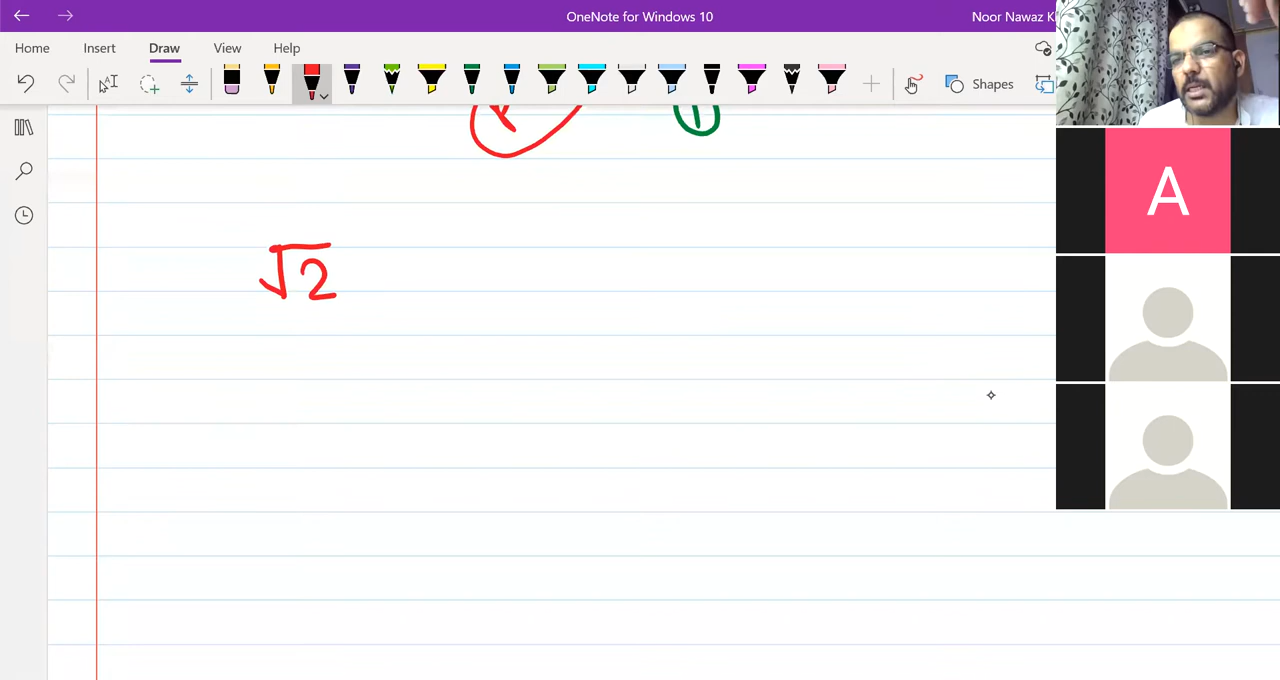 OneNote for Windows 10
Noor Nawaz K
Home Insert Draw View Help
Shapes
√2
A